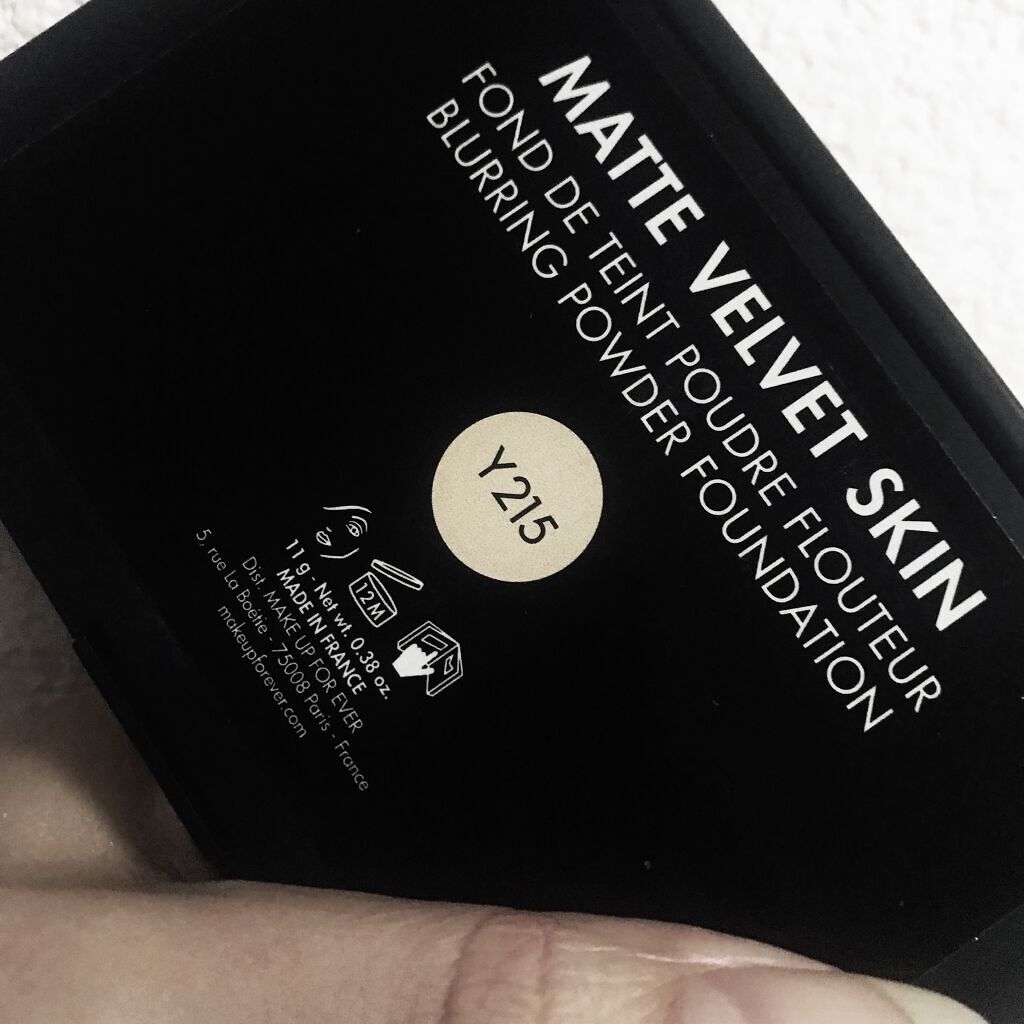 MATTE VELVET SKIN
FOND DE TEINT POUDRE FLOUTEUR
BLURRING POWDER FOUNDATION
Y215
12M
11 g - Net wt. 0.38 oz.
MADE IN FRANCE
Dist. MAKE UP FOR EVER
5, rue La Boétie - 75008 Paris - France
makeupforever.com